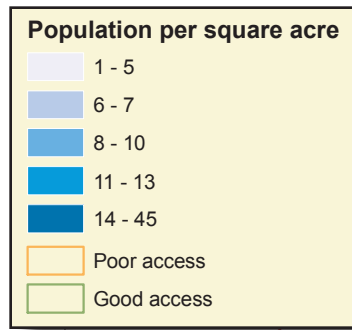 Population per square acre
1 - 5
6 - 7
8 - 10
11 - 13
14 - 45
Poor access
Good access